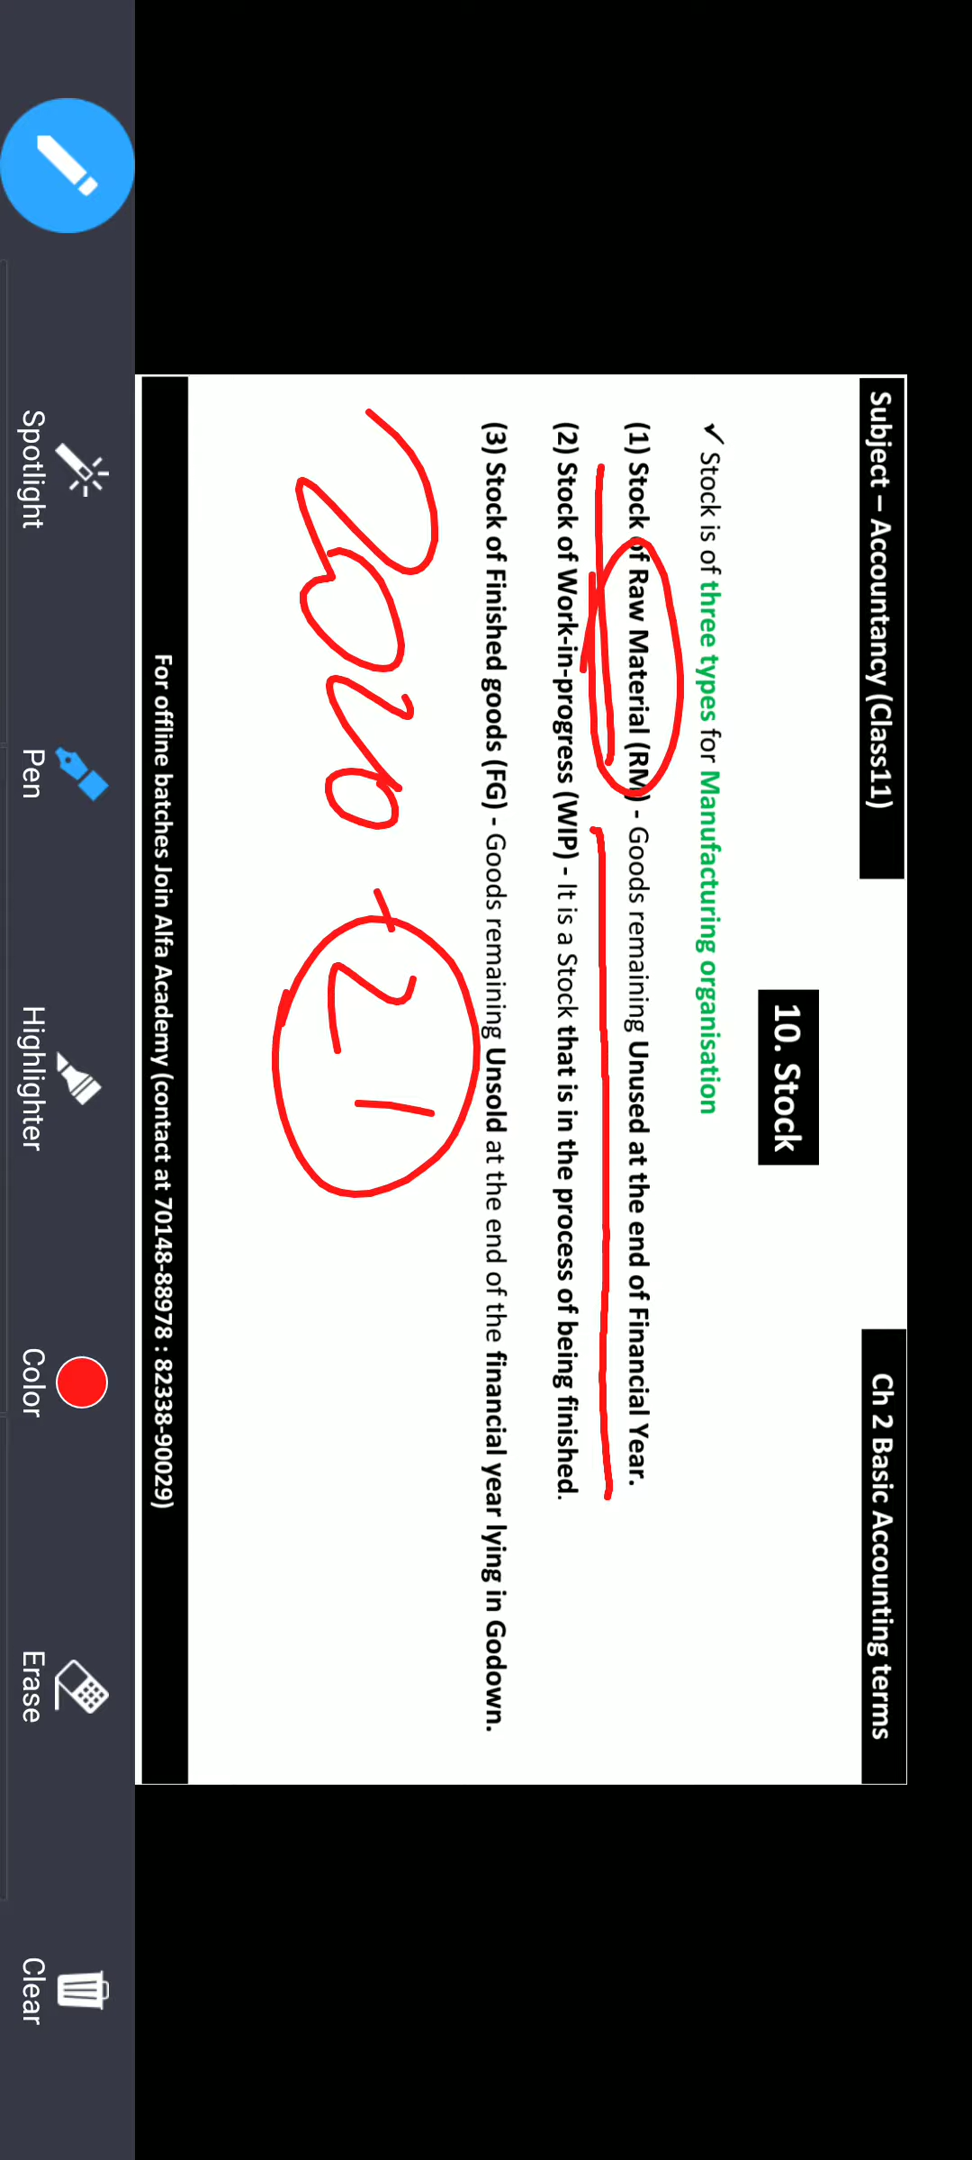 Subject – Accountancy (Class11)
Ch 2 Basic Accounting terms
10. Stock
✓ Stock is of three types for Manufacturing organisation
(1) Stock of Raw Material (RM) - Goods remaining Unused at the end of Financial Year.
(2) Stock of Work-in-progress (WIP) - It is a Stock that is in the process of being finished.
(3) Stock of Finished goods (FG) - Goods remaining Unsold at the end of the financial year lying in Godown.
2020 - 21
For offline batches Join Alfa Academy (contact at 70148-88978 : 82338-90029)
Spotlight
Pen
Highlighter
Color
Erase
Clear